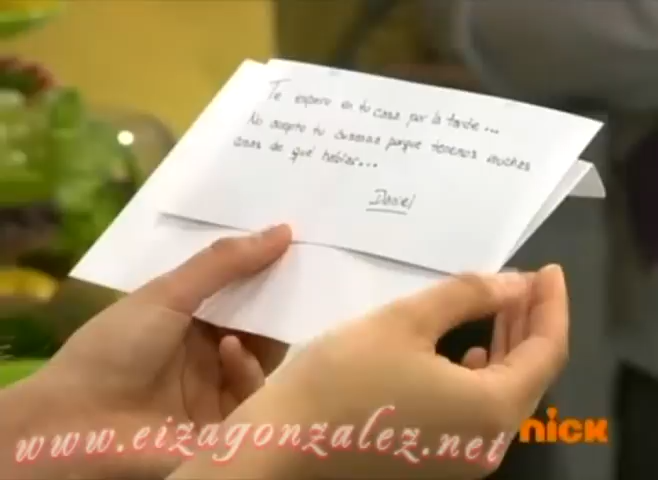 Te espero en tu casa por la tarde...
No acepto tu excusas porque tenemos muchas
cosas de qué hablar...
Daniel
www.eizagonzalez.net
nick